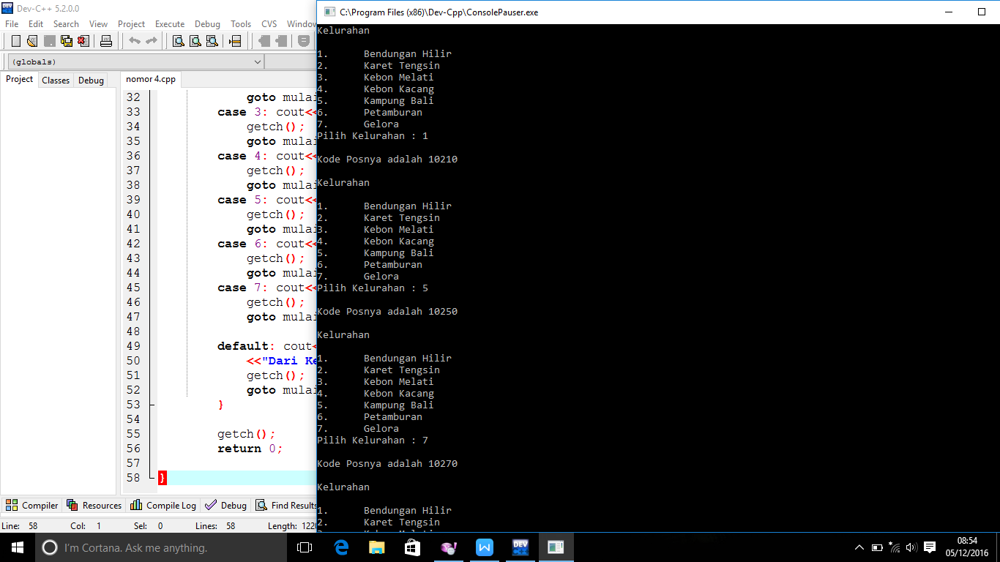 Dev-C++ 5.2.0.0
File Edit Search View Project Execute Debug Tools CVS Window
(globals)
Project Classes Debug
nomor 4.cpp
32 goto mulai
33 case 3: cout<<
34 getch();
35 goto mulai
36 case 4: cout<<
37 getch();
38 goto mulai
39 case 5: cout<<
40 getch();
41 goto mulai
42 case 6: cout<<
43 getch();
44 goto mulai
45 case 7: cout<<
46 getch();
47 goto mulai
48
49 default: cout<
50 <<"Dari Ke
51 getch();
52 goto mulai
53 }
54
55 getch();
56 return 0;
57
58 }
Compiler Resources Compile Log Debug Find Results
Line: 58 Col: 1 Sel: 0 Lines: 58 Length: 1220
C:\Program Files (x86)\Dev-Cpp\ConsolePauser.exe
Kelurahan
1. Bendungan Hilir
2. Karet Tengsin
3. Kebon Melati
4. Kebon Kacang
5. Kampung Bali
6. Petamburan
7. Gelora
Pilih Kelurahan : 1
Kode Posnya adalah 10210
Kelurahan
1. Bendungan Hilir
2. Karet Tengsin
3. Kebon Melati
4. Kebon Kacang
5. Kampung Bali
6. Petamburan
7. Gelora
Pilih Kelurahan : 5
Kode Posnya adalah 10250
Kelurahan
1. Bendungan Hilir
2. Karet Tengsin
3. Kebon Melati
4. Kebon Kacang
5. Kampung Bali
6. Petamburan
7. Gelora
Pilih Kelurahan : 7
Kode Posnya adalah 10270
Kelurahan
1. Bendungan Hilir
2. Karet Tengsin
I'm Cortana. Ask me anything.
DEV C++
08:54
05/12/2016